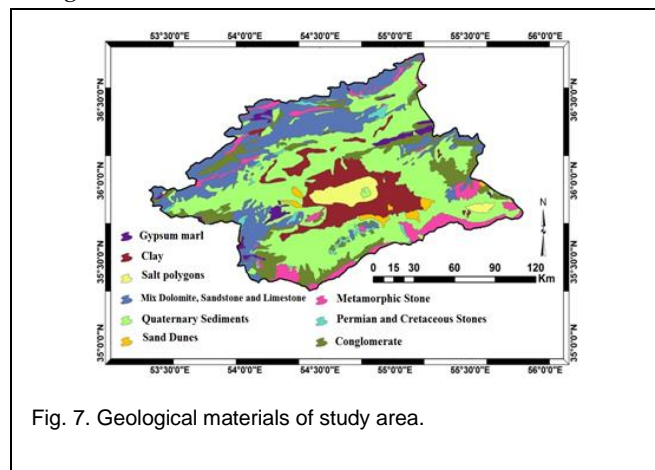 53°30'0"E 54°0'0"E 54°30'0"E 55°0'0"E 55°30'0"E 56°0'0"E
36°30'0"N 36°30'0"N
36°0'0"N 36°0'0"N
35°30'0"N 35°30'0"N
35°0'0"N 35°0'0"N
N
Gypsum marl
Clay
Salt polygons
Mix Dolomite, Sandstone and Limestone
Quaternary Sediments
Sand Dunes
Metamorphic Stone
Permian and Cretaceous Stones
Conglomerate
0 15 30 60 90 120
Km
53°30'0"E 54°0'0"E 54°30'0"E 55°0'0"E 55°30'0"E 56°0'0"E
Fig. 7. Geological materials of study area.